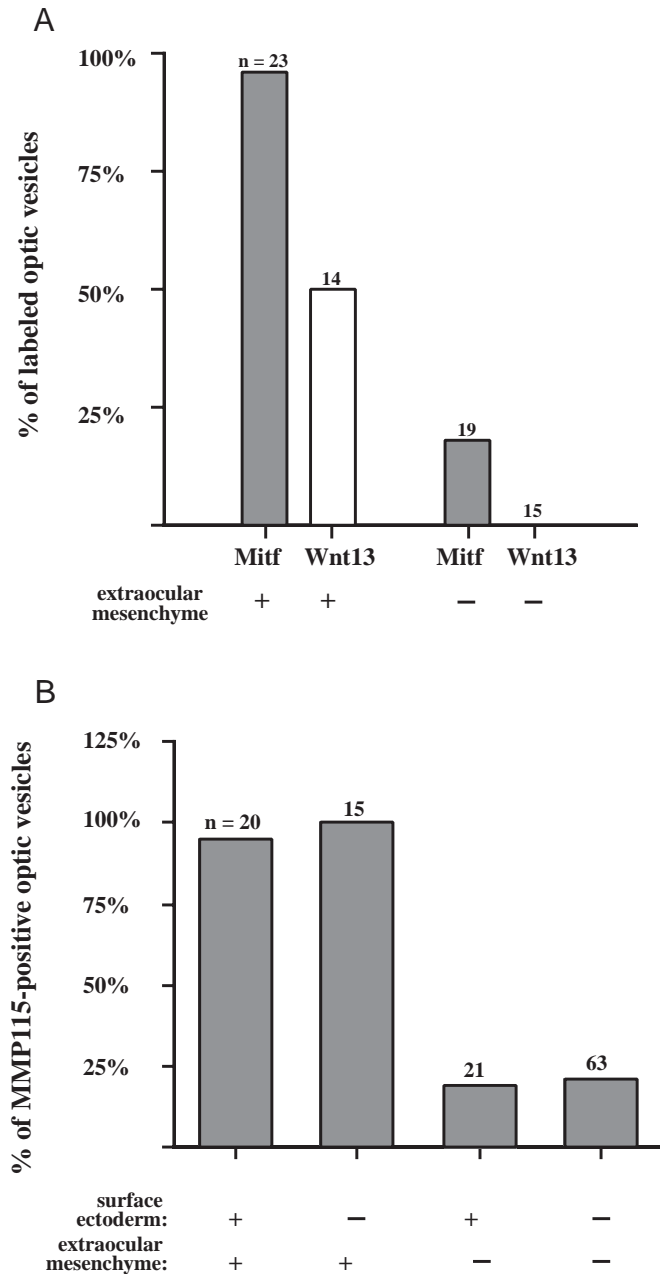 A
100%
n = 23
75%
50%
14
25%
19
15
% of labeled optic vesicles
Mitf Wnt13 Mitf Wnt13
extraocular
mesenchyme + + − −
B
125%
100%
n = 20 15
75%
50%
25%
21 63
% of MMP115-positive optic vesicles
surface
ectoderm: + − + −
extraocular
mesenchyme: + + − −